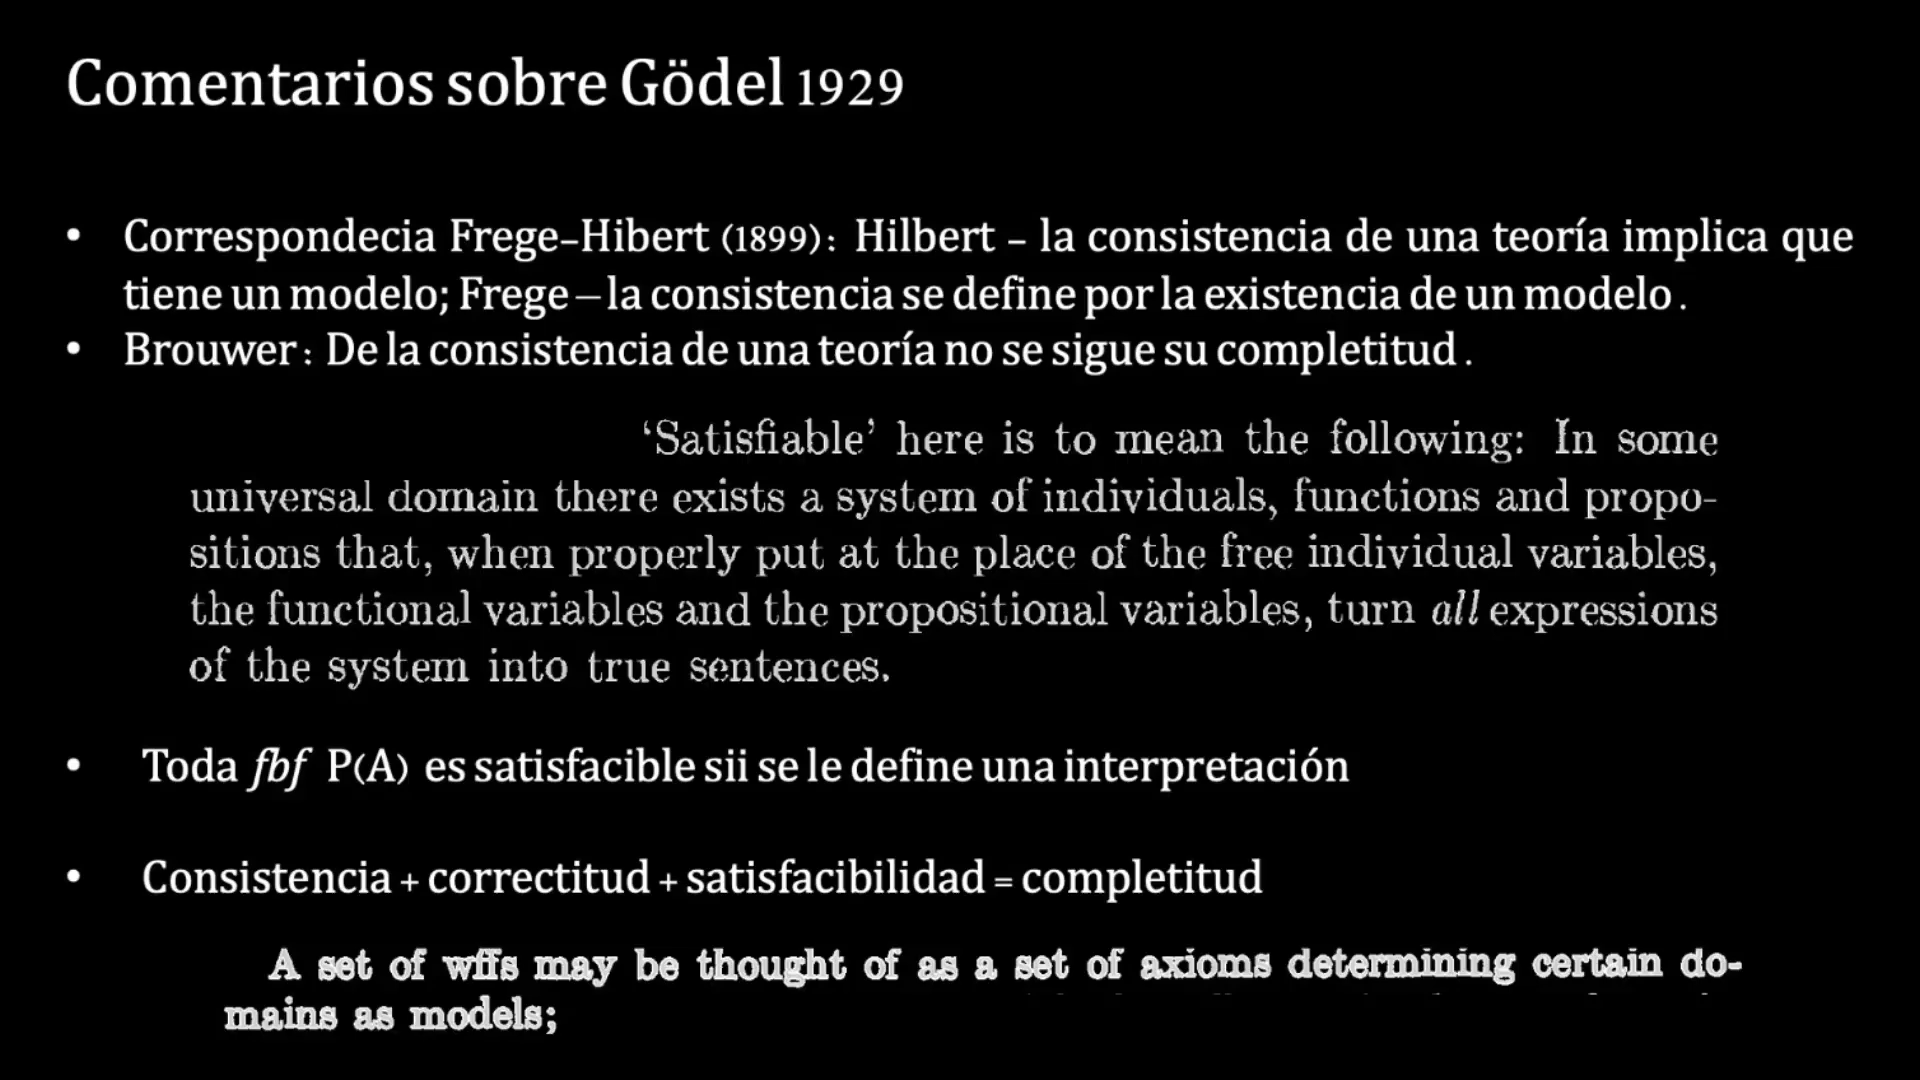 Comentarios sobre Gödel 1929
• Correspondecia Frege–Hibert (1899): Hilbert – la consistencia de una teoría implica que
tiene un modelo; Frege – la consistencia se define por la existencia de un modelo.
• Brouwer: De la consistencia de una teoría no se sigue su completitud.
‘Satisfiable’ here is to mean the following: In some
universal domain there exists a system of individuals, functions and propo-
sitions that, when properly put at the place of the free individual variables,
the functional variables and the propositional variables, turn all expressions
of the system into true sentences.
• Toda fbf P(A) es satisfacible sii se le define una interpretación
• Consistencia + correctitud + satisfacibilidad = completitud
A set of wffs may be thought of as a set of axioms determining certain do-
mains as models;